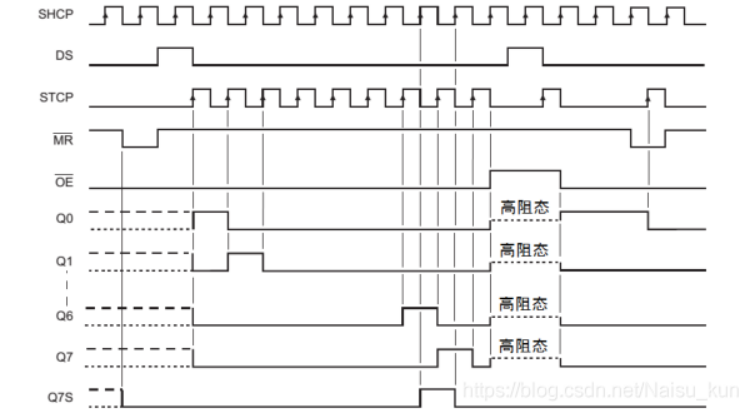 SHCP
DS
STCP
MR
OE
Q0 高阻态
Q1 高阻态
Q6 高阻态
Q7 高阻态
Q7S
https://blog.csdn.net/Naisu_kun